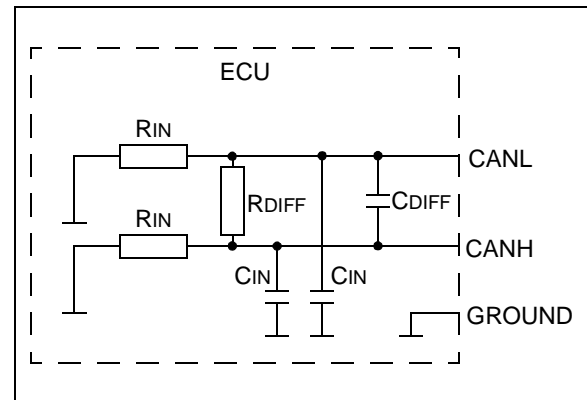 ECU
RIN
CANL
RDIFF
CDIFF
RIN
CANH
CIN
CIN
GROUND